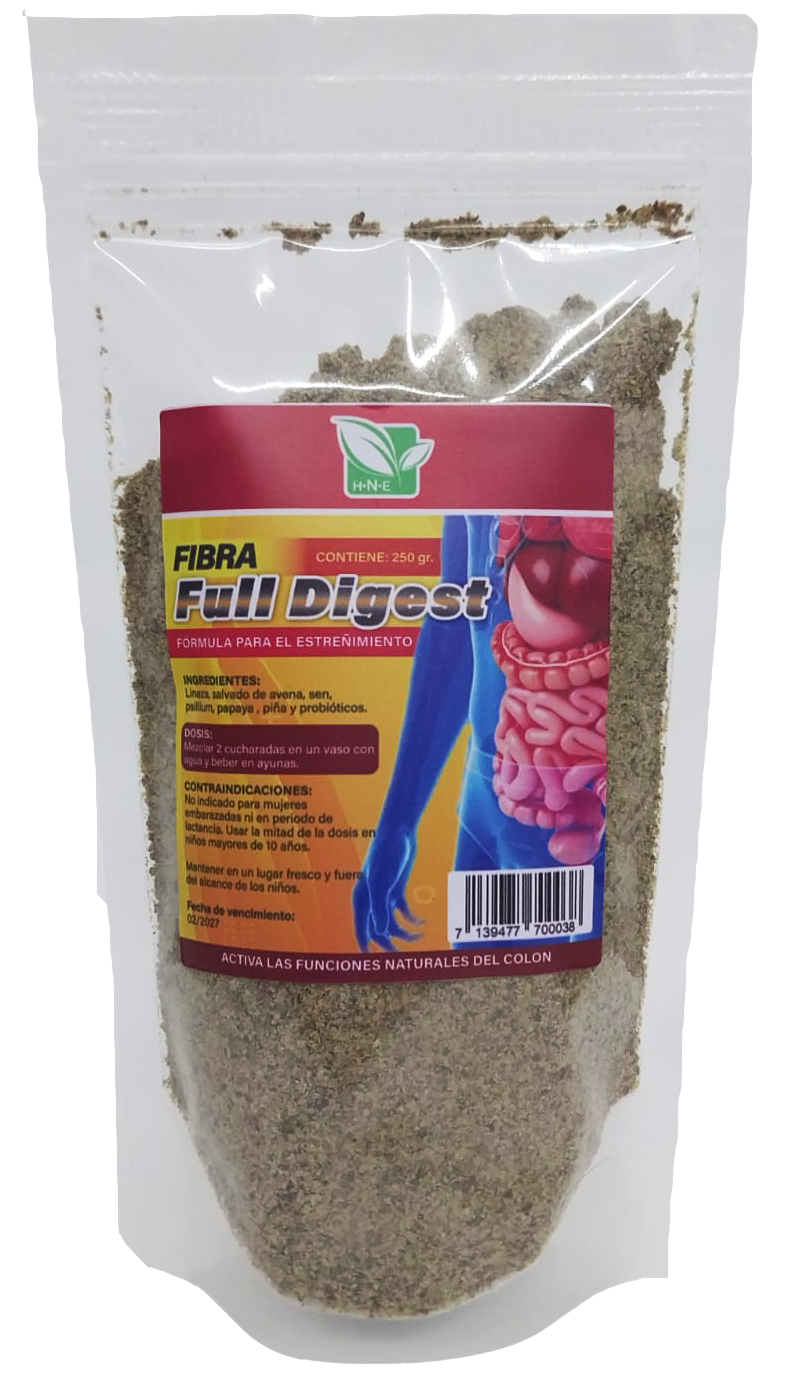 H•N•E
FIBRA
CONTIENE: 250 gr.
Full Digest
FÓRMULA PARA EL ESTREÑIMIENTO
INGREDIENTES:
Linaza, salvado de avena, sen,
psillium, papaya , piña y probióticos.
DOSIS:
Mezclar 2 cucharadas en un vaso con
agua y beber en ayunas.
CONTRAINDICACIONES:
No indicado para mujeres
embarazadas ni en periodo de
lactancia. Usar la mitad de la dosis en
niños mayores de 10 años.
Mantener en un lugar fresco y fuera
del alcance de los niños.
Fecha de vencimiento:
02/2027
7 139477 700038
ACTIVA LAS FUNCIONES NATURALES DEL COLON